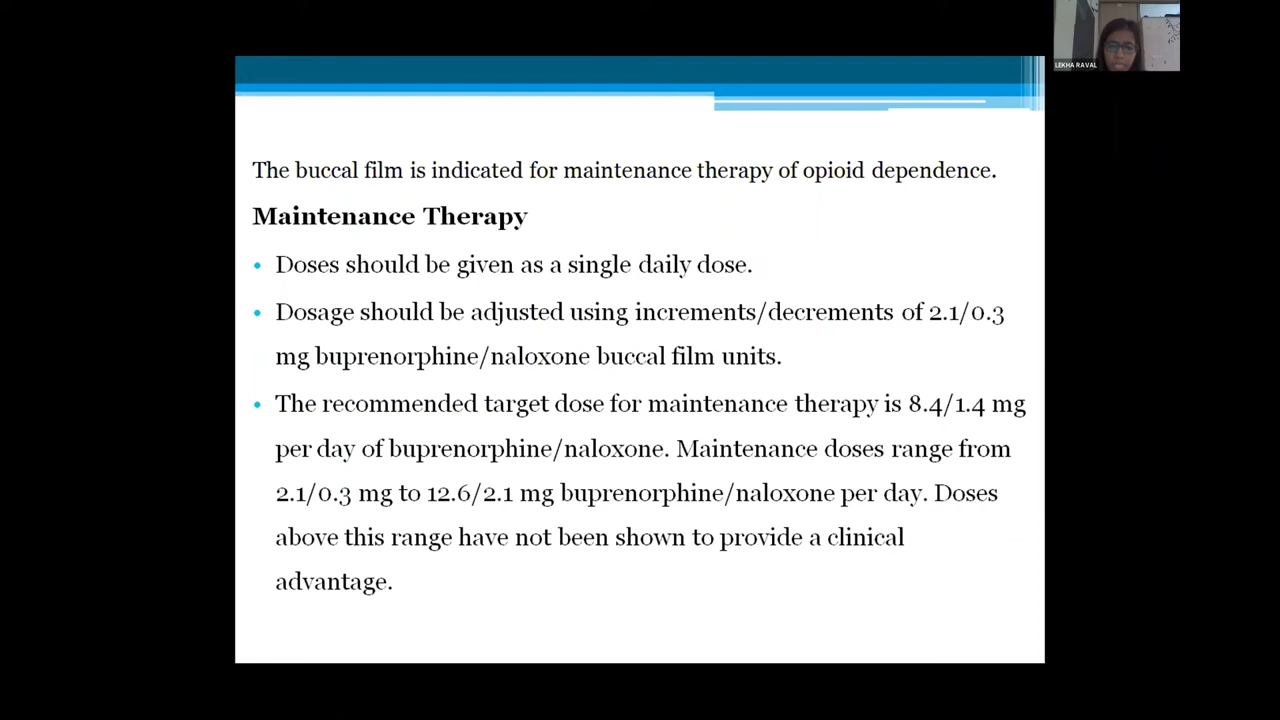 LEKHA RAVAL
The buccal film is indicated for maintenance therapy of opioid dependence.
Maintenance Therapy
• Doses should be given as a single daily dose.
• Dosage should be adjusted using increments/decrements of 2.1/0.3
mg buprenorphine/naloxone buccal film units.
• The recommended target dose for maintenance therapy is 8.4/1.4 mg
per day of buprenorphine/naloxone. Maintenance doses range from
2.1/0.3 mg to 12.6/2.1 mg buprenorphine/naloxone per day. Doses
above this range have not been shown to provide a clinical
advantage.